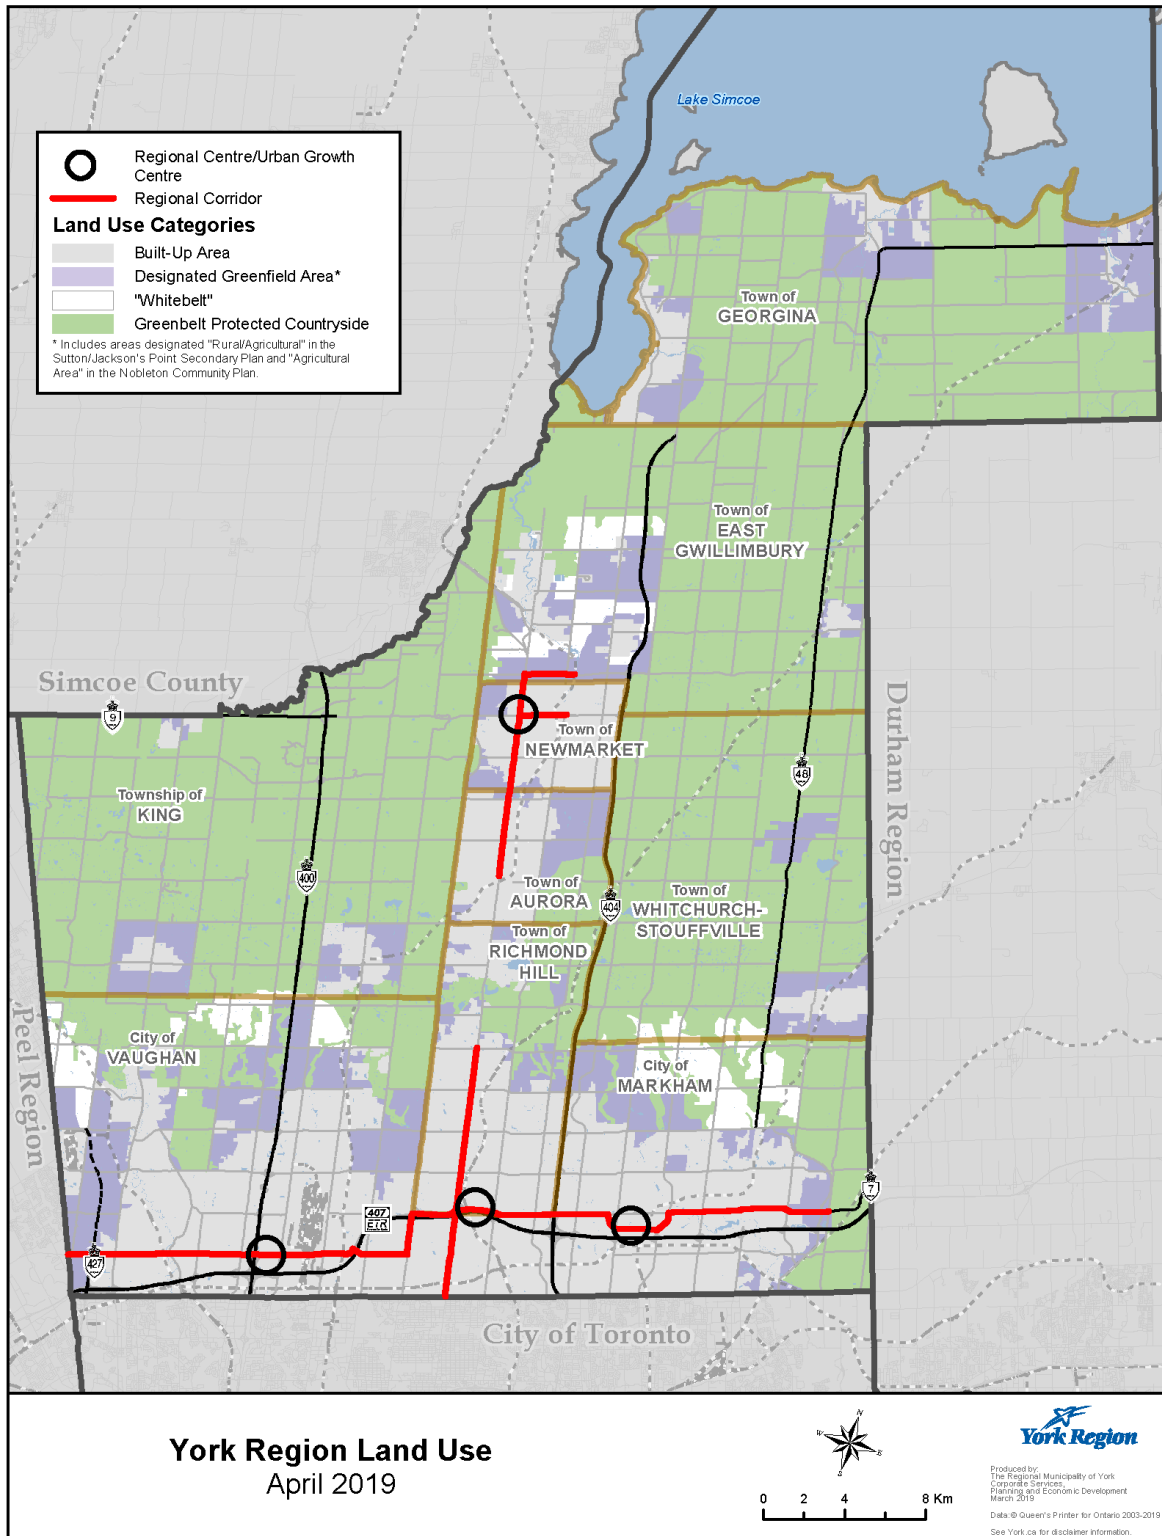 Lake Simcoe
Regional Centre/Urban Growth
Centre
Regional Corridor
Land Use Categories
Built-Up Area
Designated Greenfield Area*
"Whitebelt"
Greenbelt Protected Countryside
* Includes areas designated "Rural/Agricultural" in the
Sutton/Jackson's Point Secondary Plan and "Agricultural
Area" in the Nobleton Community Plan.
Town of
GEORGINA
Town of
EAST
GWILLIMBURY
Simcoe County
9
Durham Region
Town of
NEWMARKET
48
Township of
KING
400
Town of
AURORA
404
Town of
WHITCHURCH-
STOUFFVILLE
Town of
RICHMOND
HILL
Peel Region
City of
VAUGHAN
City of
MARKHAM
7
407
ETR
427
City of Toronto
York Region Land Use
April 2019
N
W
E
S
0 2 4 8 Km
York Region
Produced by:
The Regional Municipality of York
Corporate Services,
Planning and Economic Development
March 2019
Data:© Queen's Printer for Ontario 2003-2019
See York.ca for disclaimer information.